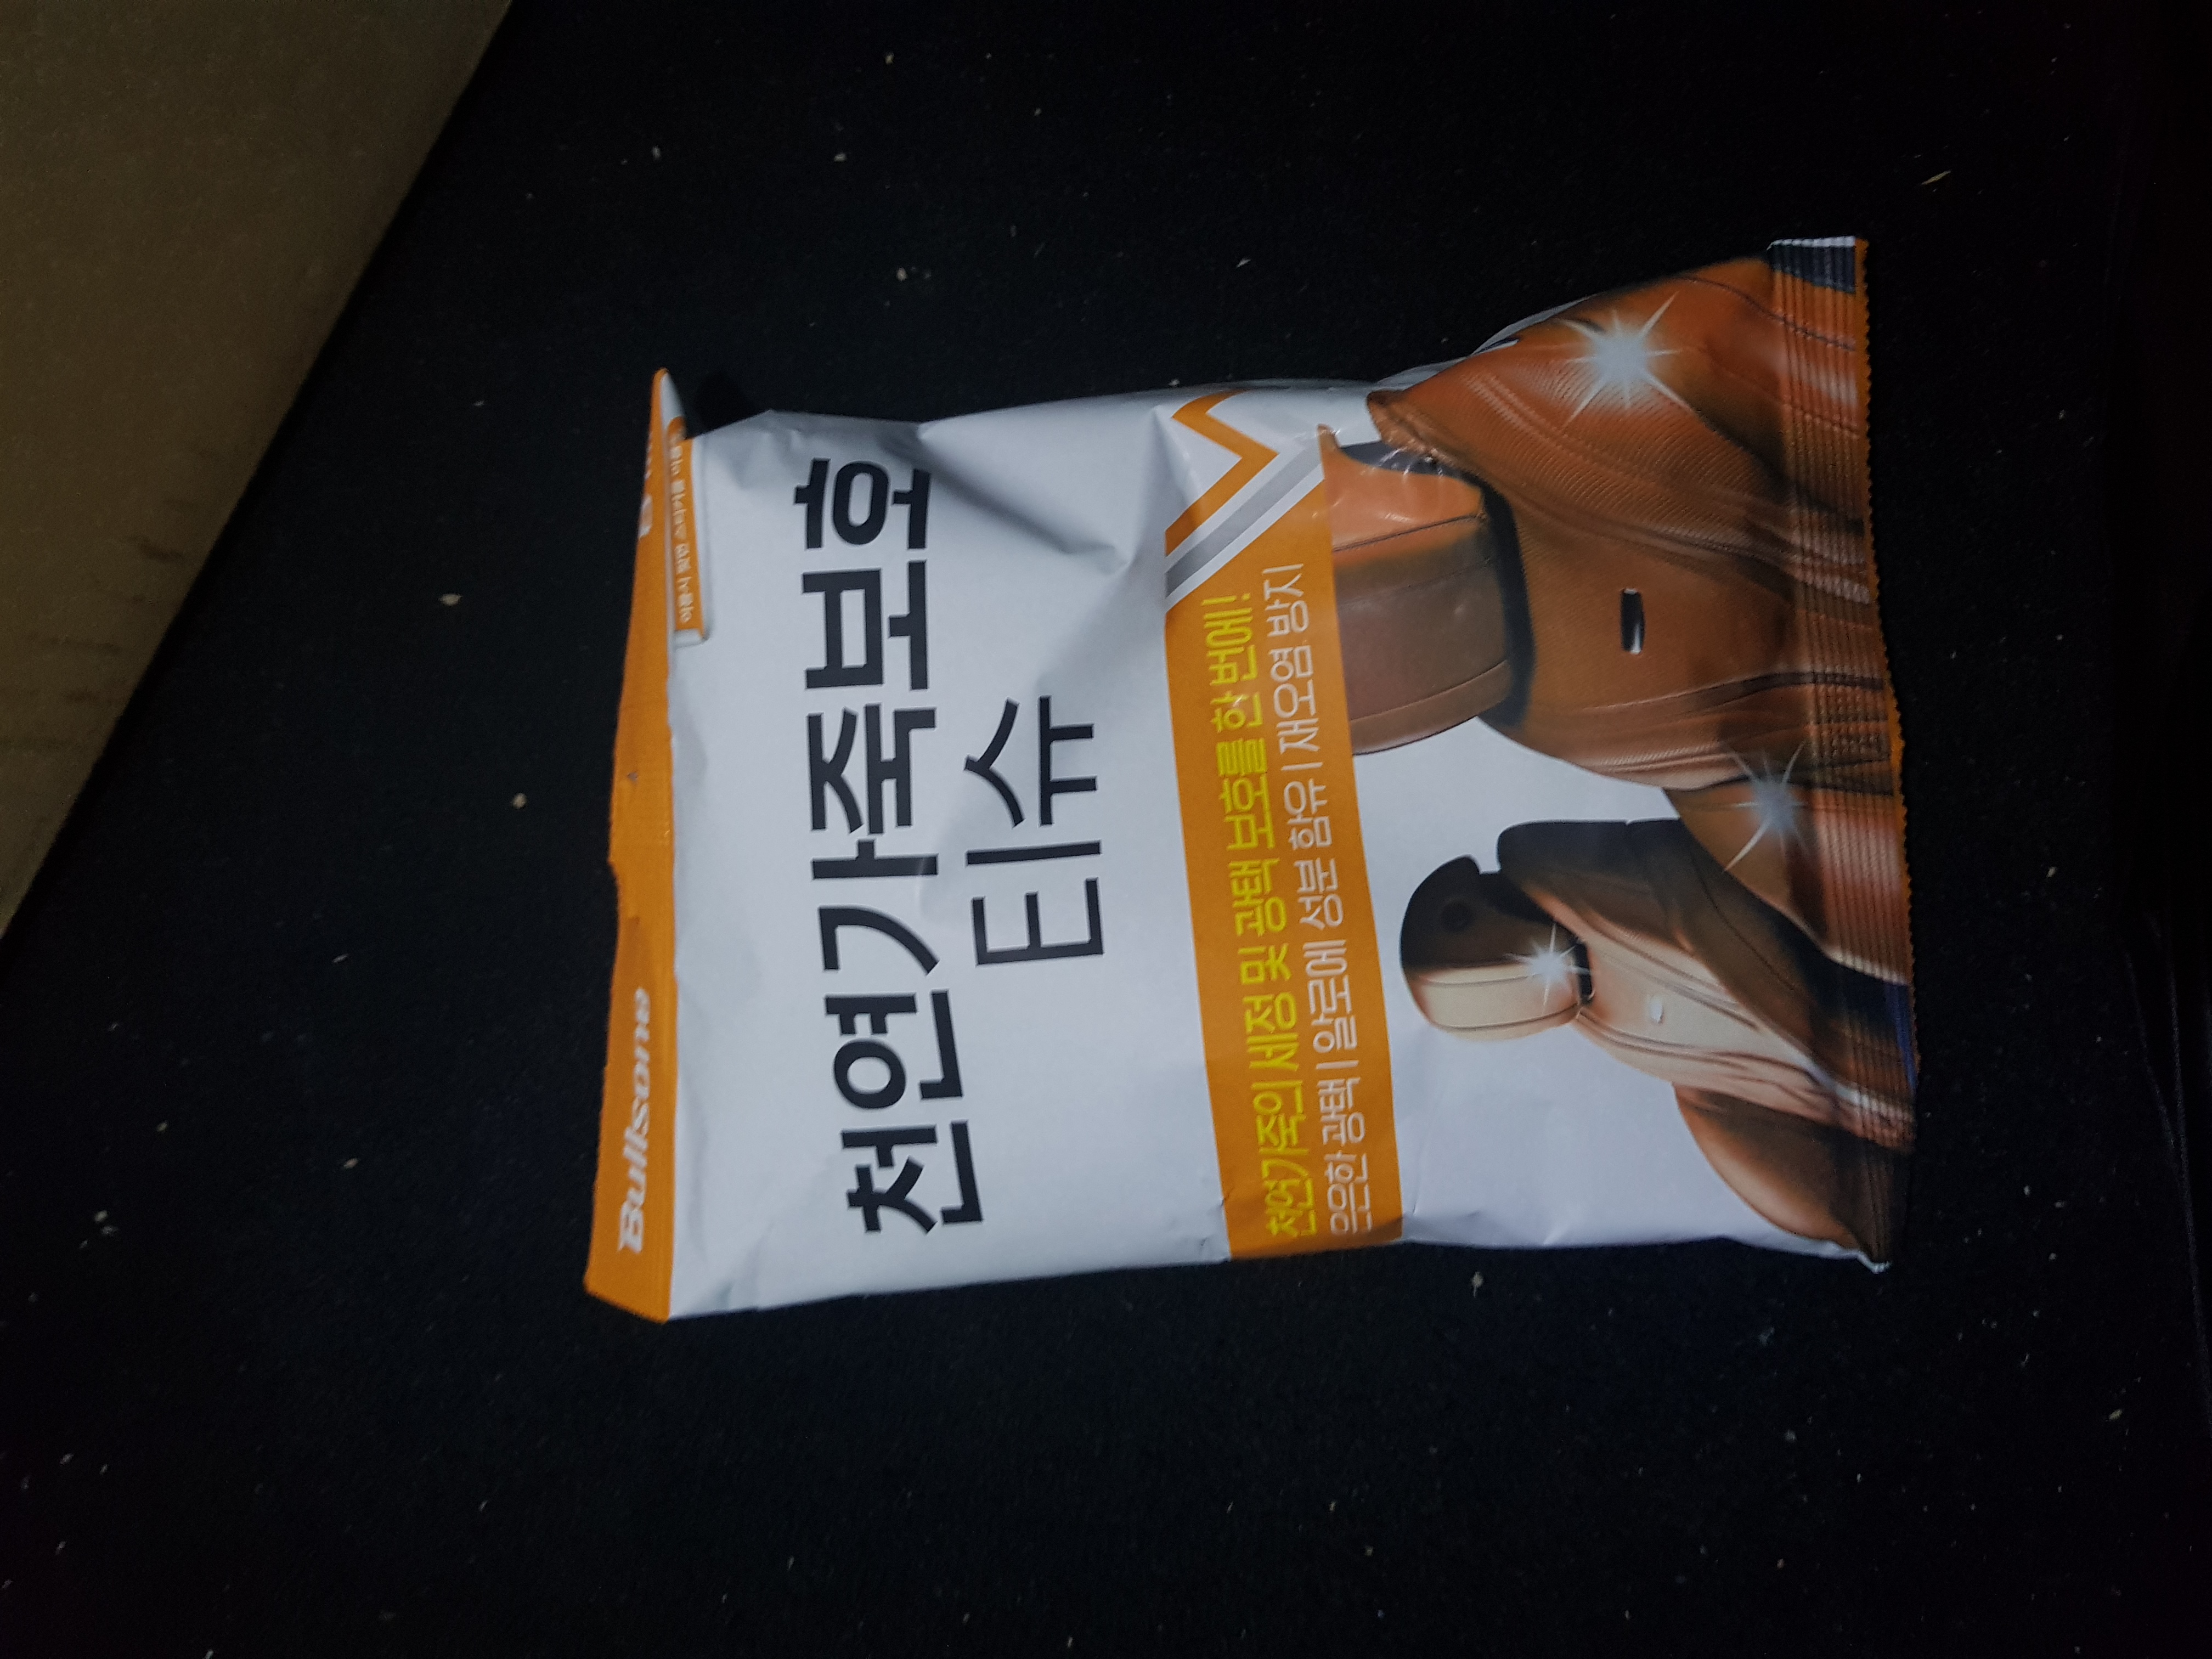 Bullsone
천연가죽보호
티슈
천연가죽의 세정 및 광택 보호를 한 번에!
은은한 광택 | 알로에 성분 함유 | 재오염 방지